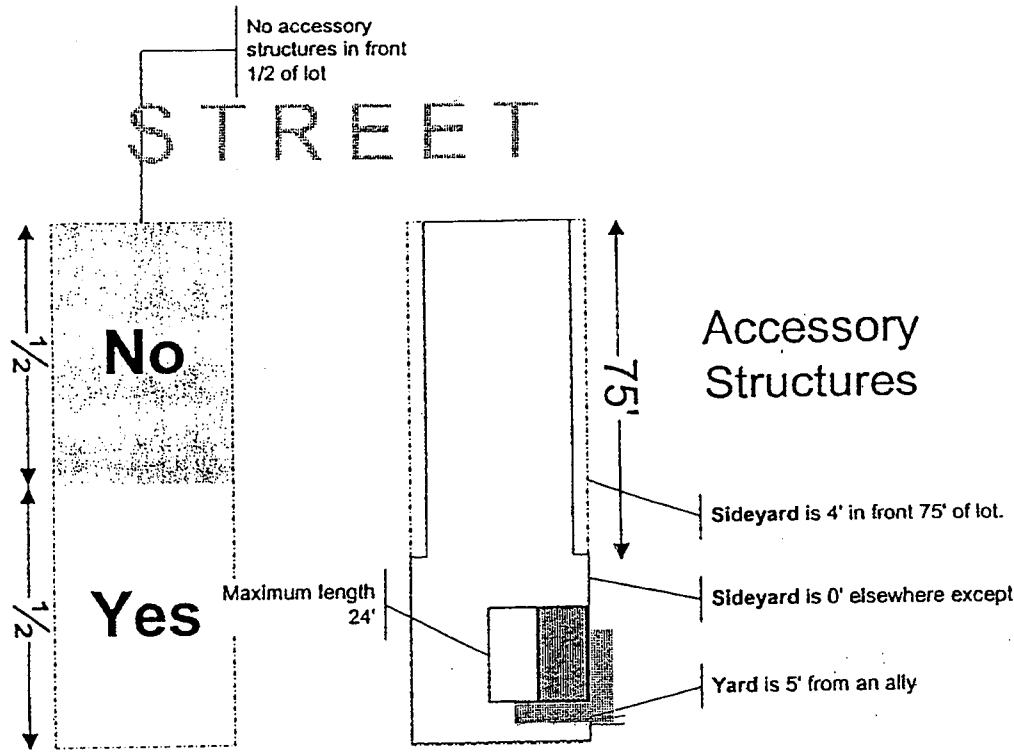 No accessory
structures in front
1/2 of lot
STREET
1/2
No
1/2
Yes
75'
Accessory
Structures
Sideyard is 4' in front 75' of lot.
Maximum length
24'
Sideyard is 0' elsewhere except
Yard is 5' from an ally